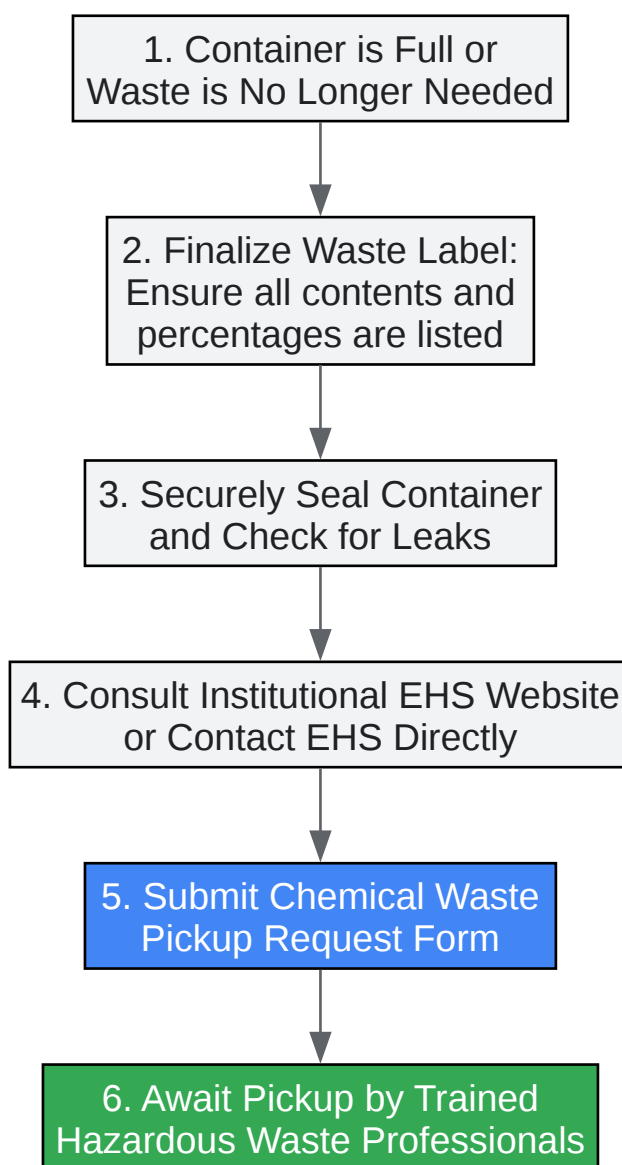 1. Container is Full or
Waste is No Longer Needed
2. Finalize Waste Label:
Ensure all contents and
percentages are listed
3. Securely Seal Container
and Check for Leaks
4. Consult Institutional EHS Website
or Contact EHS Directly
5. Submit Chemical Waste
Pickup Request Form
6. Await Pickup by Trained
Hazardous Waste Professionals